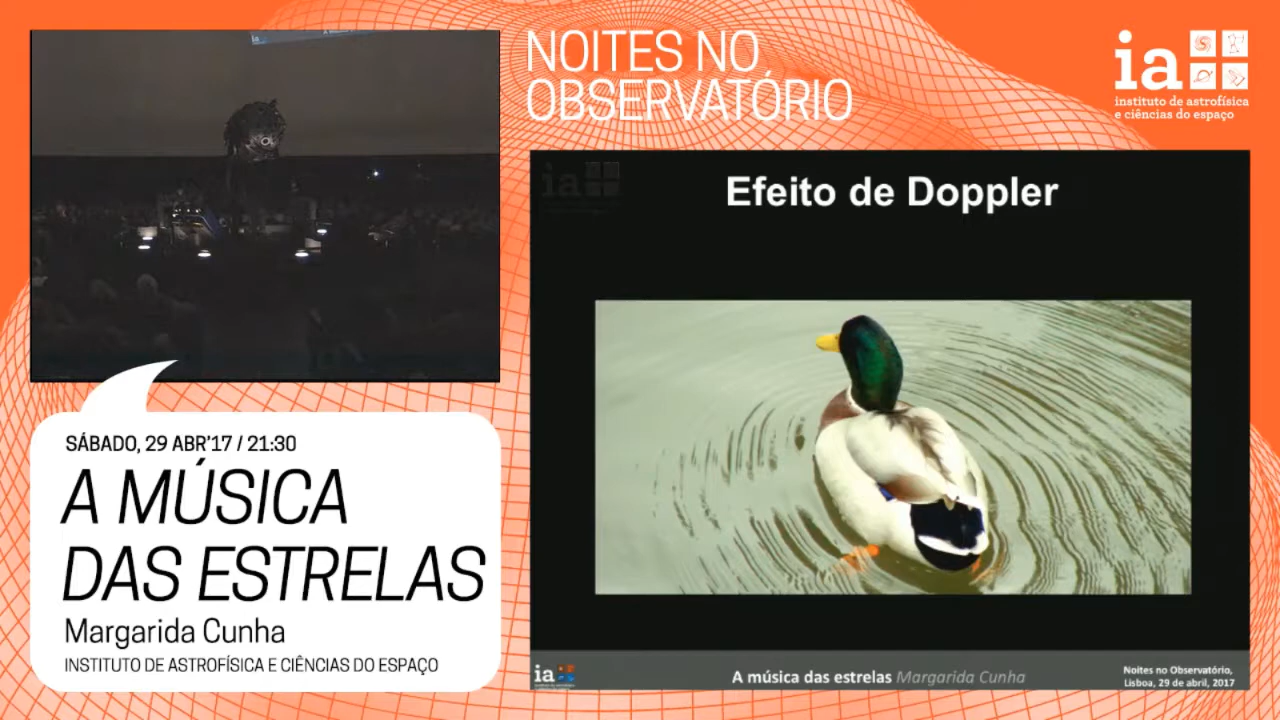 NOITES NO
OBSERVATÓRIO
ia
instituto de astrofísica
e ciências do espaço
Efeito de Doppler
SÁBADO, 29 ABR'17 / 21:30
A MÚSICA
DAS ESTRELAS
Margarida Cunha
INSTITUTO DE ASTROFÍSICA E CIÊNCIAS DO ESPAÇO
ia
A música das estrelas Margarida Cunha
Noites no Observatório,
Lisboa, 29 de abril, 2017